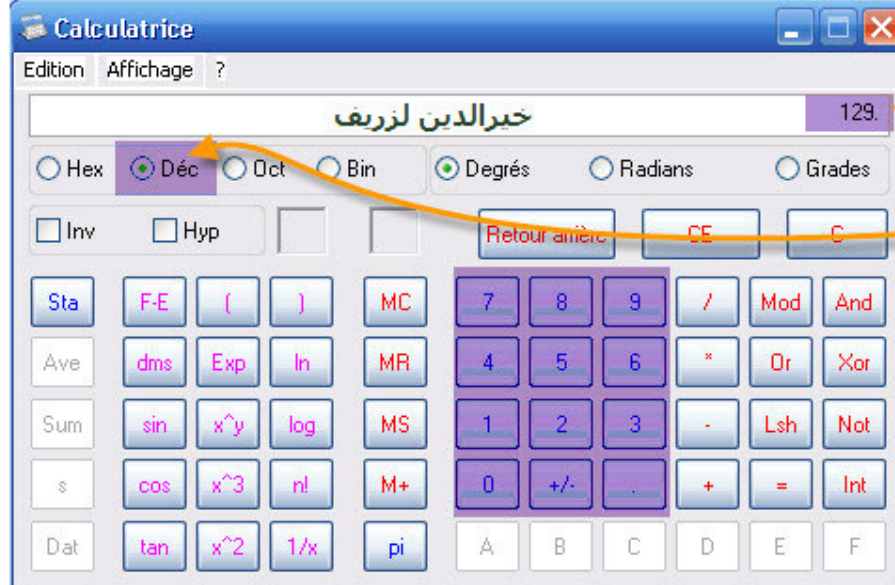 Calculatrice
Edition Affichage ?
خيرالدين لزريف 129.
Hex Déc Oct Bin Degrés Radians Grades
Inv Hyp Retour arrière CE C
Sta F-E ( ) MC 7 8 9 / Mod And
Ave dms Exp ln MR 4 5 6 * Or Xor
Sum sin x^y log MS 1 2 3 - Lsh Not
s cos x^3 n! M+ 0 +/- . + = Int
Dat tan x^2 1/x pi A B C D E F